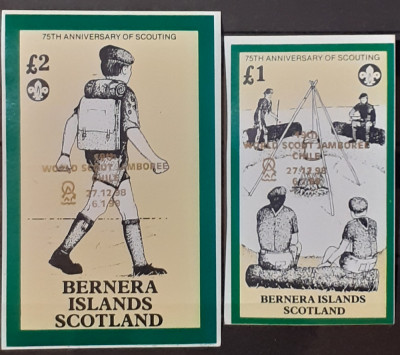 75TH ANNIVERSARY OF SCOUTING
£2
WORLD SCOUT JAMBOREE
CHILE
27.12.98
6.1.99
BERNERA
ISLANDS
SCOTLAND
75TH ANNIVERSARY OF SCOUTING
£1
WORLD SCOUT JAMBOREE
CHILE
27.12.98
BERNERA ISLANDS
SCOTLAND